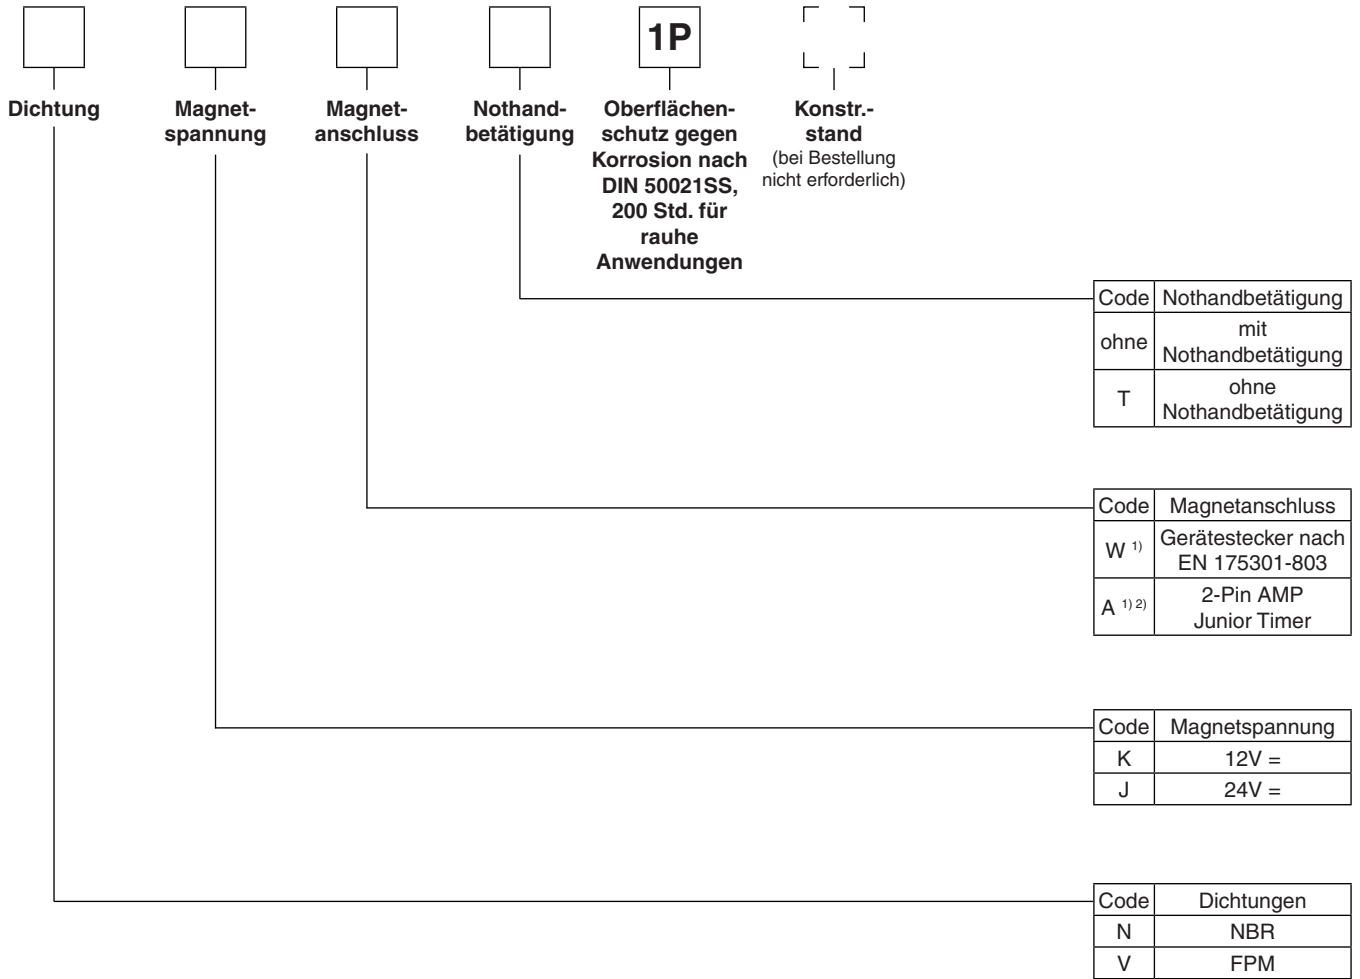 1P
Dichtung
Magnet-
spannung
Magnet-
anschluss
Nothand-
betätigung
Oberflächen-
schutz gegen
Korrosion nach
DIN 50021SS,
200 Std. für
rauhe
Anwendungen
Konstr.-
stand
(bei Bestellung
nicht erforderlich)
Code Nothandbetätigung
ohne mit
Nothandbetätigung
T ohne
Nothandbetätigung
Code Magnetanschluss
W 1) Gerätestecker nach
EN 175301-803
A 1) 2) 2-Pin AMP
Junior Timer
Code Magnetspannung
K 12V =
J 24V =
Code Dichtungen
N NBR
V FPM